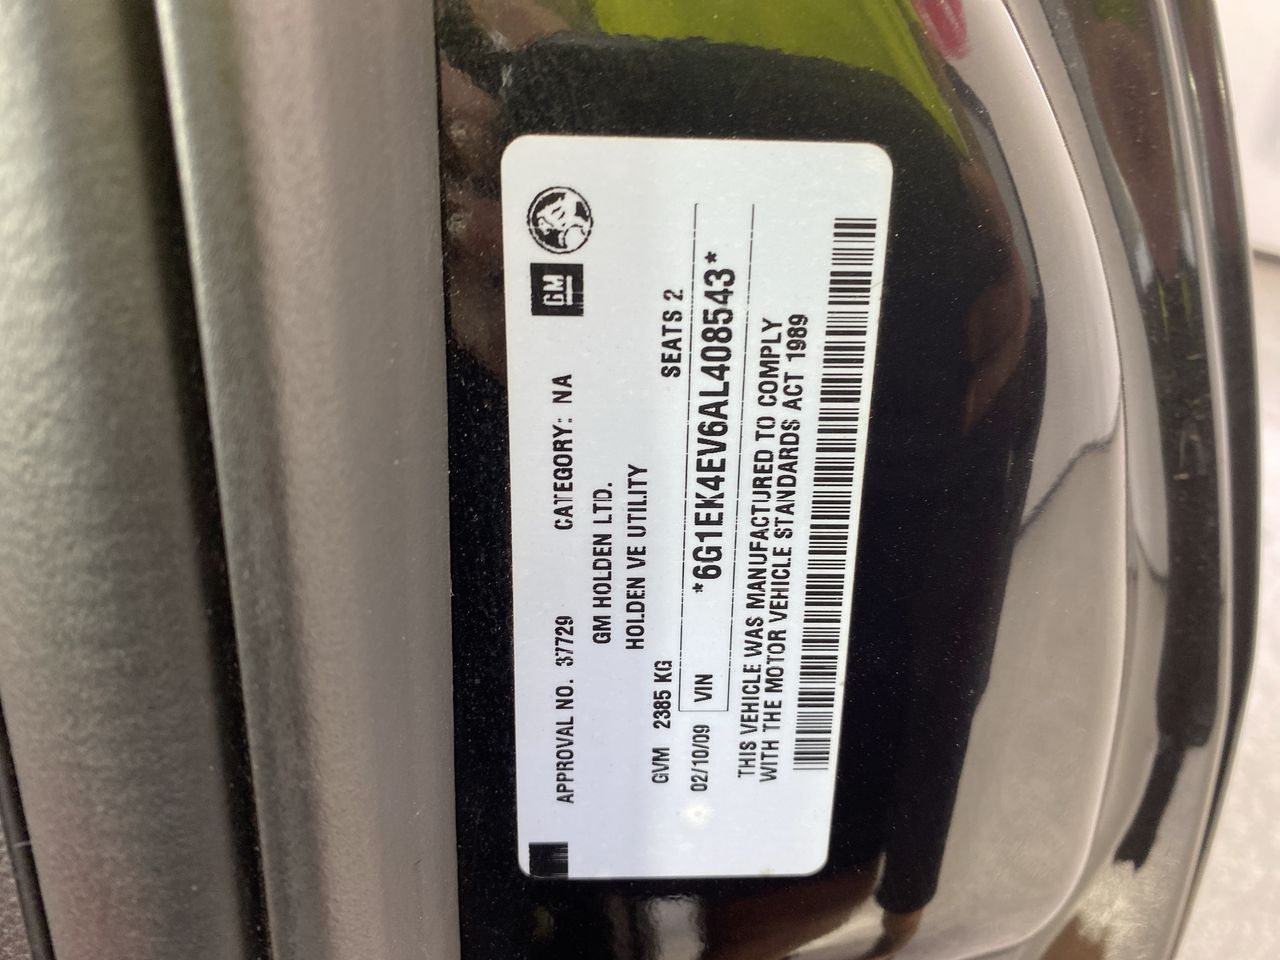 APPROVAL NO. 37729 CATEGORY: NA GM
GM HOLDEN LTD.
HOLDEN VE UTILITY
GVM 2385 KG SEATS 2
02/10/09 VIN *6G1EK4EV6AL408543*
THIS VEHICLE WAS MANUFACTURED TO COMPLY
WITH THE MOTOR VEHICLE STANDARDS ACT 1989